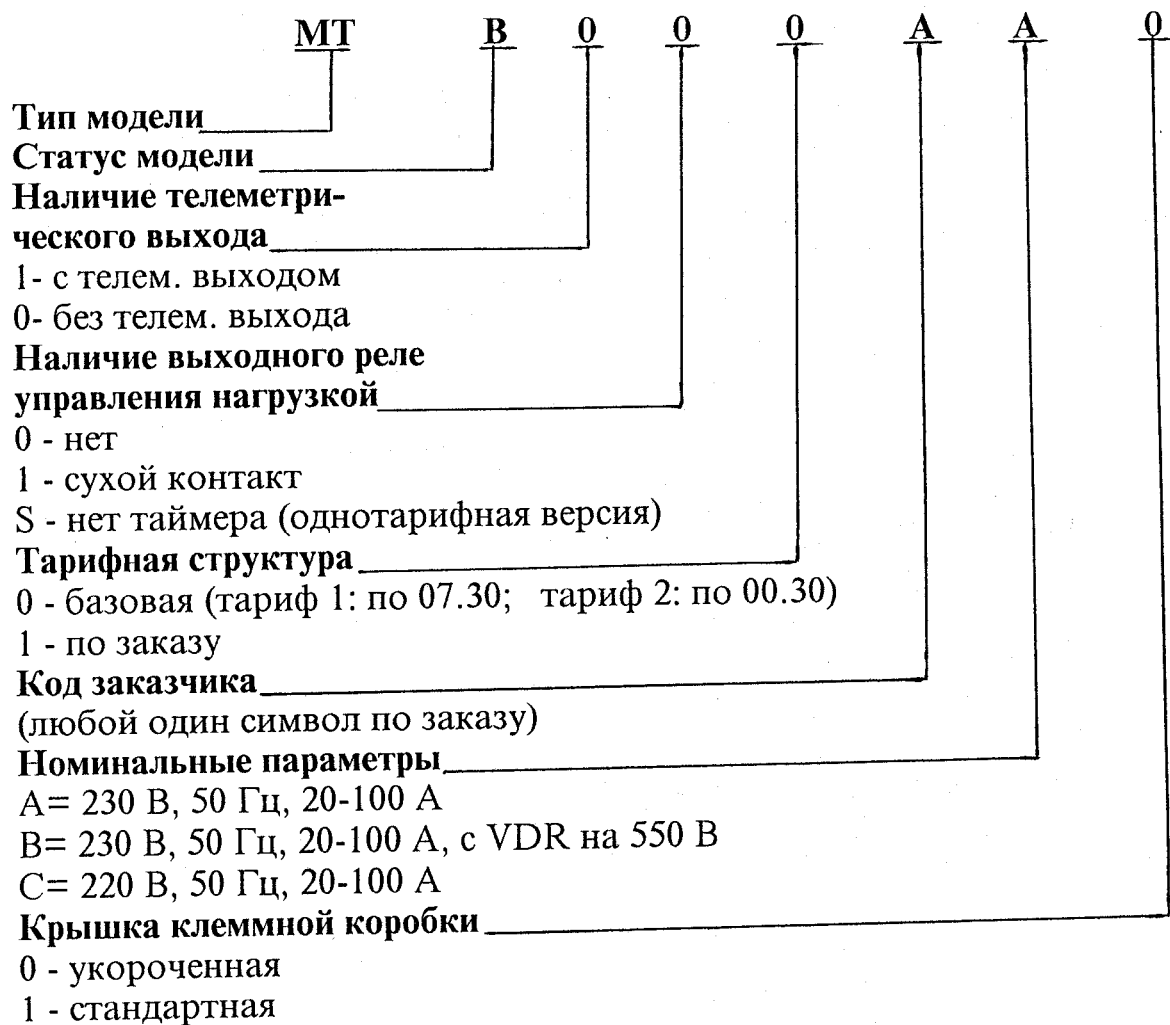 МТ В 0 0 0 А А 0
Тип модели
Статус модели
Наличие телеметри-
ческого выхода
1- с телем. выходом
0- без телем. выхода
Наличие выходного реле
управления нагрузкой
0 - нет
1 - сухой контакт
S - нет таймера (однотарифная версия)
Тарифная структура
0 - базовая (тариф 1: по 07.30; тариф 2: по 00.30)
1 - по заказу
Код заказчика
(любой один символ по заказу)
Номинальные параметры
А= 230 В, 50 Гц, 20-100 А
В= 230 В, 50 Гц, 20-100 А, с VDR на 550 В
С= 220 В, 50 Гц, 20-100 А
Крышка клеммной коробки
0 - укороченная
1 - стандартная